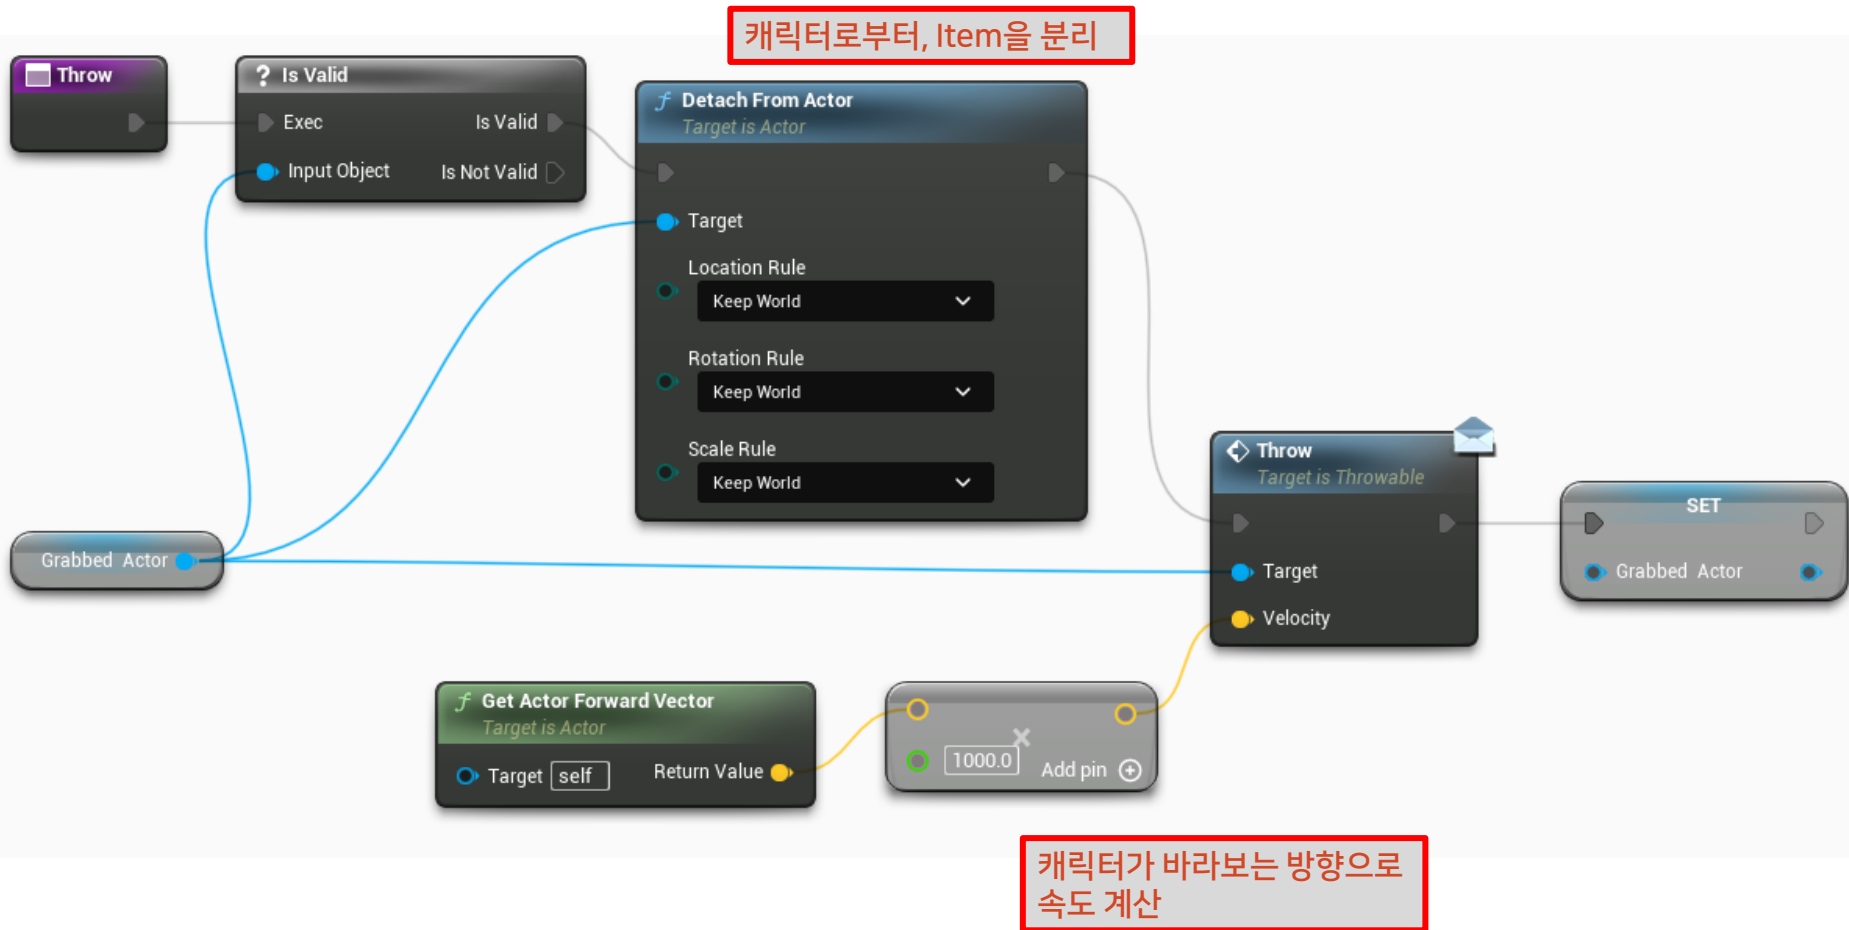 캐릭터로부터, Item을 분리
Throw
? Is Valid
Exec
Is Valid
Input Object
Is Not Valid
f Detach From Actor
Target is Actor
Target
Location Rule
Keep World
Rotation Rule
Keep World
Scale Rule
Keep World
Throw
Target is Throwable
Target
Velocity
SET
Grabbed Actor
Grabbed Actor
f Get Actor Forward Vector
Target is Actor
Target self
Return Value
×
1000.0
Add pin
캐릭터가 바라보는 방향으로
속도 계산